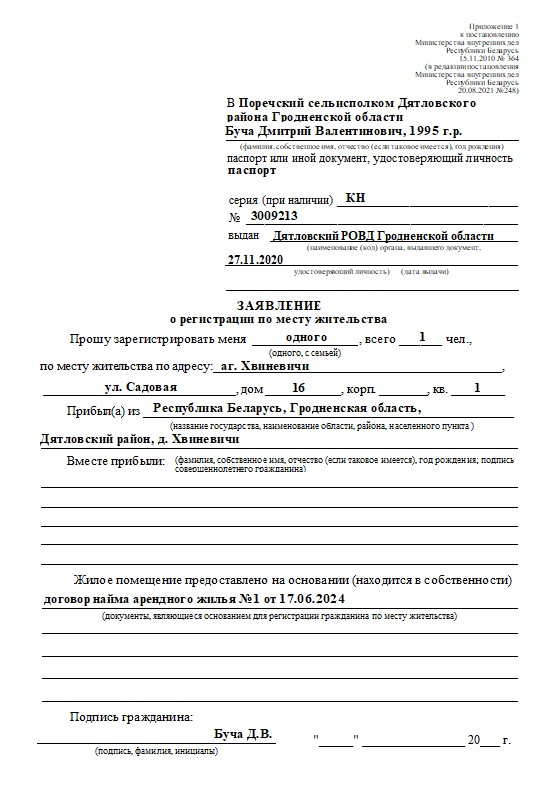 Приложение 1
к постановлению
Министерства внутренних дел
Республики Беларусь
15.11.2010 № 364
(в редакции постановления
Министерства внутренних дел
Республики Беларусь
20.08.2021 №248)
В Поречский сельисполком Дятловского
района Гродненской области
Буча Дмитрий Валентинович, 1995 г.р.
(фамилия, собственное имя, отчество (если таковое имеется), год рождения)
паспорт или иной документ, удостоверяющий личность
паспорт
серия (при наличии) КН
№ 3009213
выдан Дятловский РОВД Гродненской области
(наименование (код) органа, выдавшего документ,
27.11.2020
удостоверяющий личность) (дата выдачи)
ЗАЯВЛЕНИЕ
о регистрации по месту жительства
Прошу зарегистрировать меня одного, всего 1 чел.,
(одного, с семьей)
по месту жительства по адресу: аг. Хвиневичи,
ул. Садовая, дом 16, корп. ______, кв. 1
Прибыл(а) из Республика Беларусь, Гродненская область,
(название государства, наименование области, района, населенного пункта )
Дятловский район, д. Хвиневичи
Вместе прибыли: (фамилия, собственное имя, отчество (если таковое имеется), год рождения; подпись
совершеннолетнего гражданина)
Жилое помещение предоставлено на основании (находится в собственности)
договор найма арендного жилья №1 от 17.06.2024
(документы, являющиеся основанием для регистрации гражданина по месту жительства)
Подпись гражданина:
Буча Д.В. "_____" ________________ 20___ г.
(подпись, фамилия, инициалы)